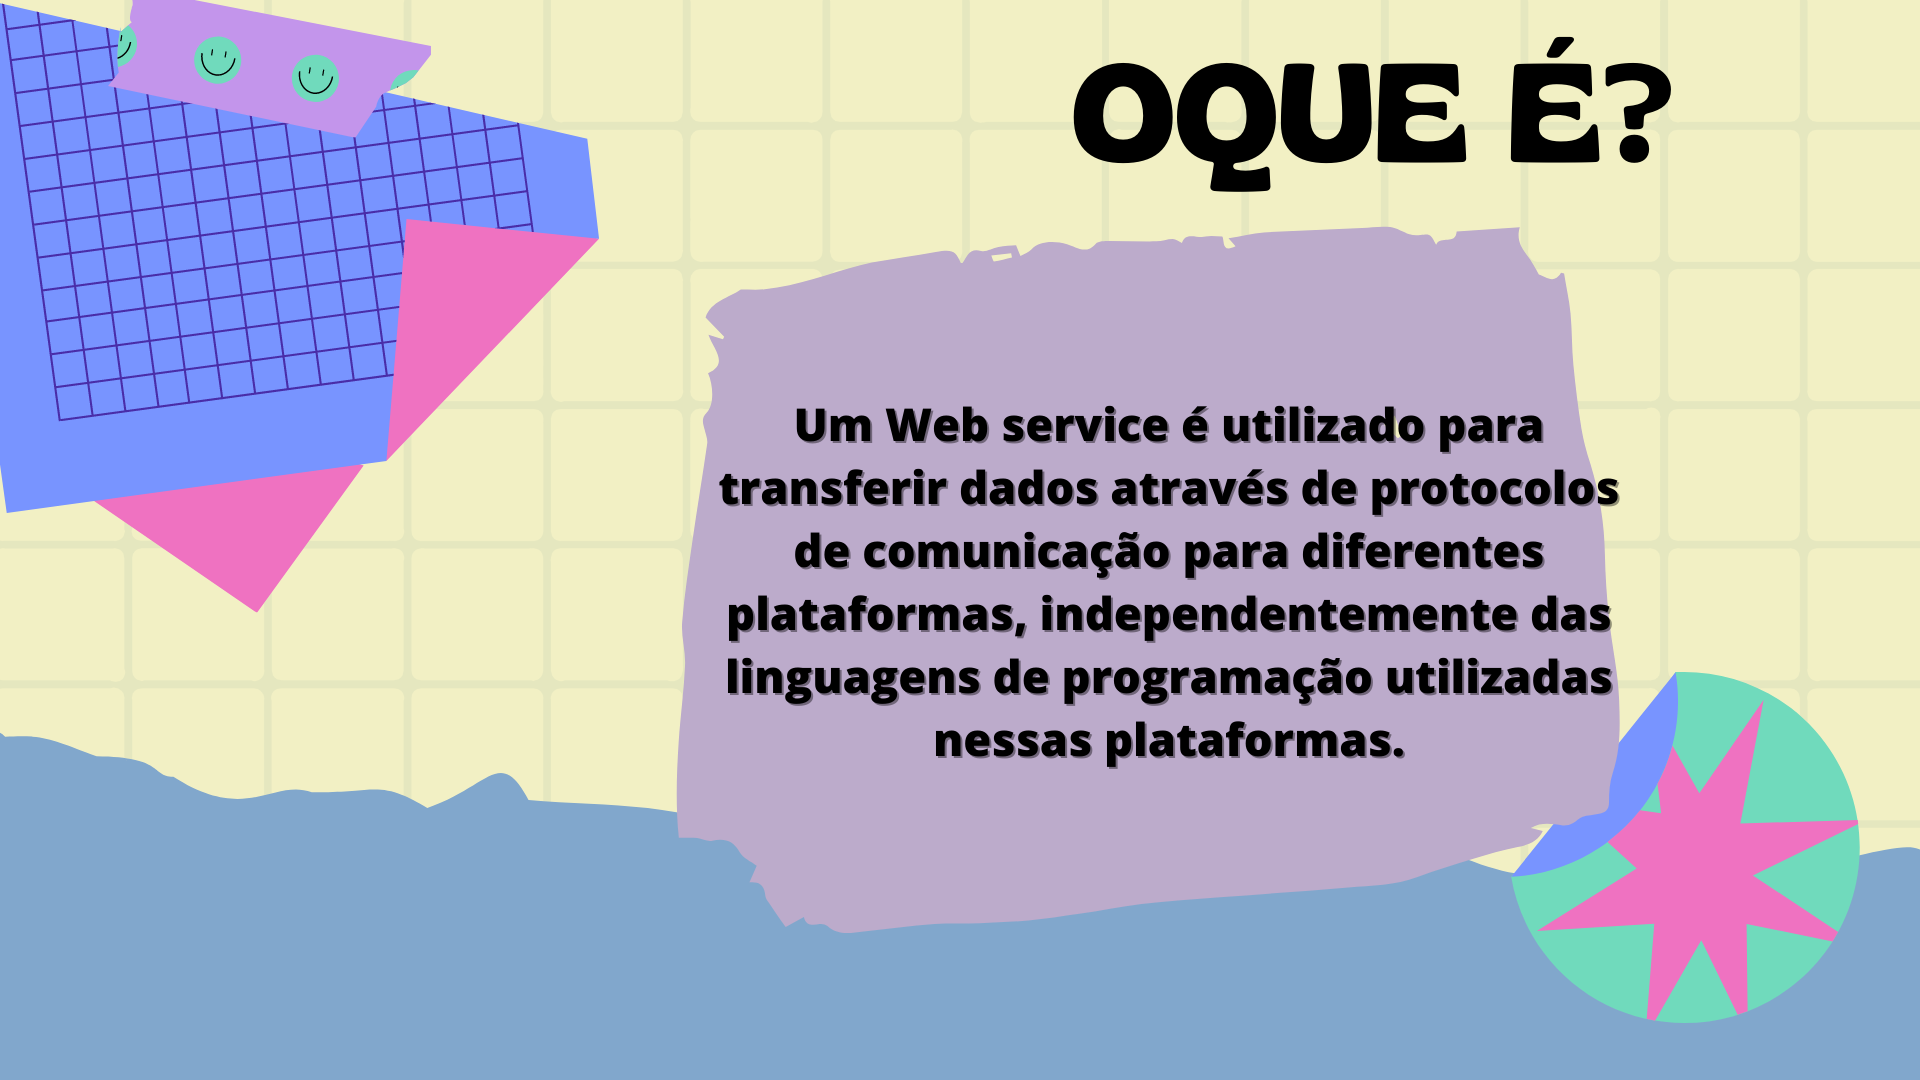 OQUE É?
Um Web service é utilizado para
transferir dados através de protocolos
de comunicação para diferentes
plataformas, independentemente das
linguagens de programação utilizadas
nessas plataformas.